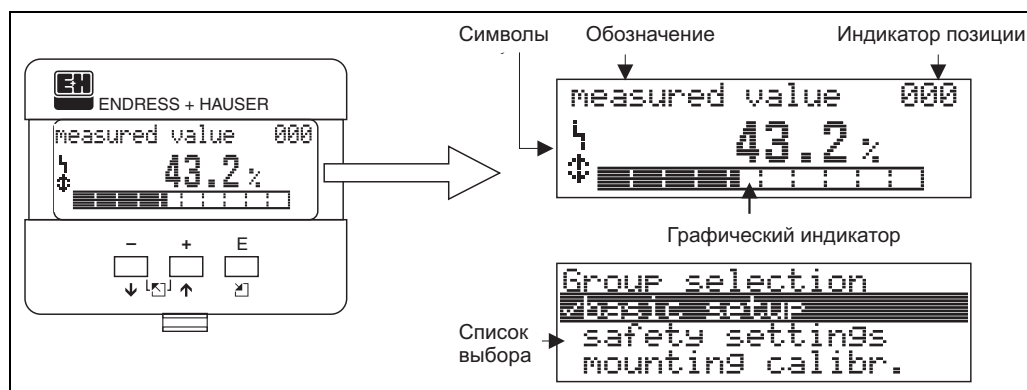 Символы Обозначение Индикатор позиции
E+H
ENDRESS + HAUSER
measured value 000
43.2 %
− + E
measured value 000
43.2 %
Графический индикатор
Group selection
✓basic setup
Список выбора
safety settings
mounting calibr.